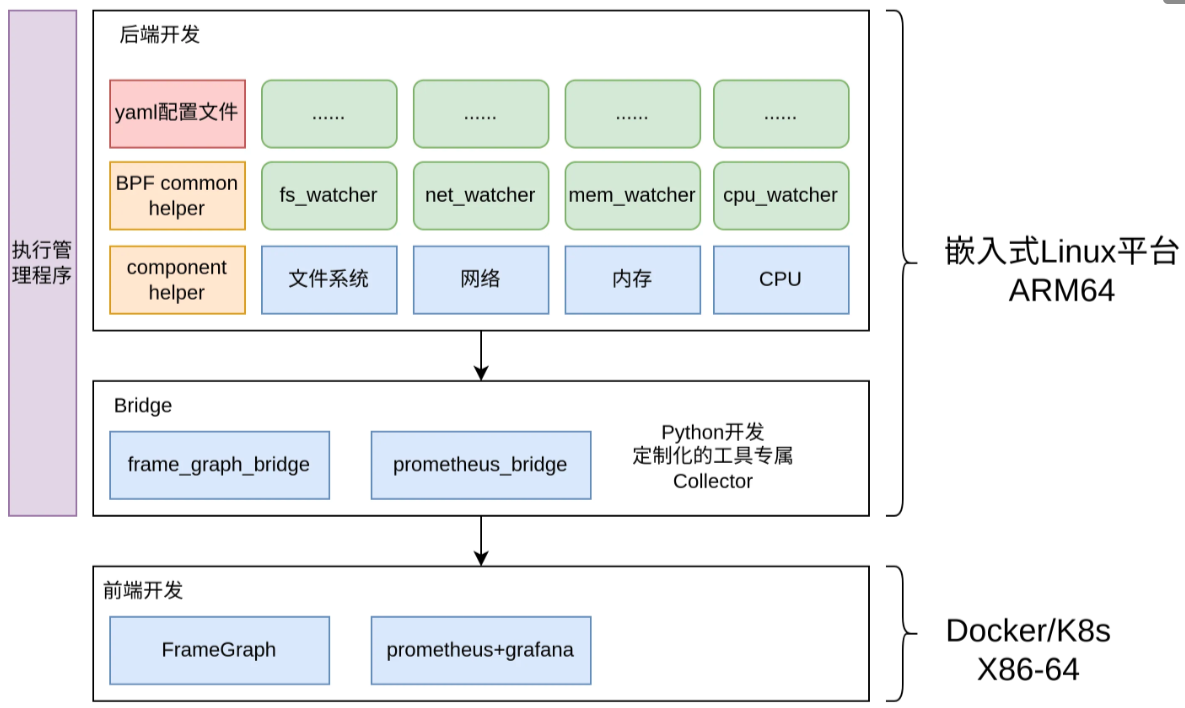 后端开发
yaml配置文件
......
......
......
......
BPF common
helper
fs_watcher
net_watcher
mem_watcher
cpu_watcher
执行管
理程序
component
helper
文件系统
网络
内存
CPU
嵌入式Linux平台
ARM64
Bridge
frame_graph_bridge
prometheus_bridge
Python开发
定制化的工具专属
Collector
前端开发
FrameGraph
prometheus+grafana
Docker/K8s
X86-64